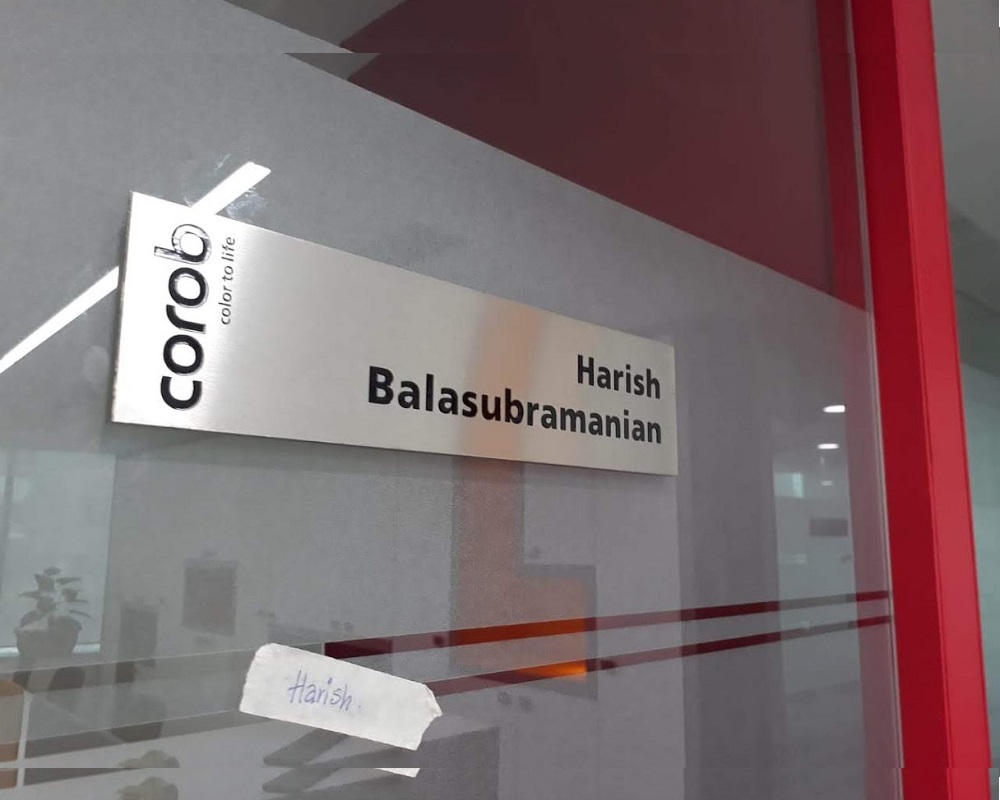 corob
color to life
Harish
Balasubramanian
Harish.